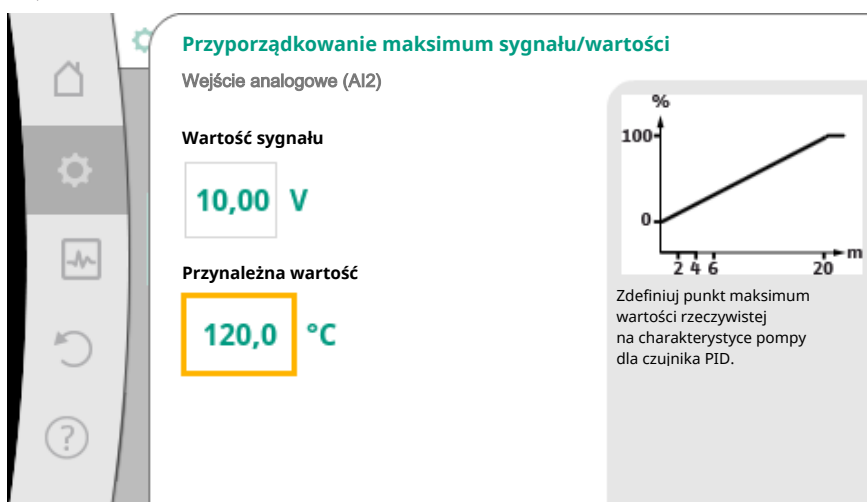 Przyporządkowanie maksimum sygnału/wartości
Wejście analogowe (AI2)
Wartość sygnału
10,00 V
Przynależna wartość
120,0 °C
%
100
0
2 4 6 20 m
Zdefiniuj punkt maksimum
wartości rzeczywistej
na charakterystyce pompy
dla czujnika PID.
?